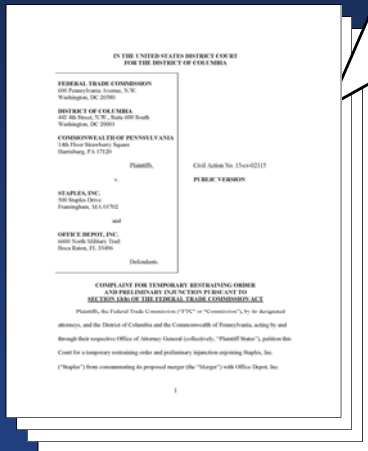 IN THE UNITED STATES DISTRICT COURT
FOR THE DISTRICT OF COLUMBIA
FEDERAL TRADE COMMISSION
600 Pennsylvania Avenue, N.W.
Washington, DC 20580
DISTRICT OF COLUMBIA
441 4th Street, N.W., Suite 600 South
Washington, DC 20001
COMMONWEALTH OF PENNSYLVANIA
14th Floor Strawberry Square
Harrisburg, PA 17120
Plaintiffs,
v.
STAPLES, INC.
500 Staples Drive
Framingham, MA 01702
and
OFFICE DEPOT, INC.
6600 North Military Trail
Boca Raton, FL 33496
Defendants.
Civil Action No. 15-cv-02115
PUBLIC VERSION
COMPLAINT FOR TEMPORARY RESTRAINING ORDER
AND PRELIMINARY INJUNCTION PURSUANT TO
SECTION 13(b) OF THE FEDERAL TRADE COMMISSION ACT
Plaintiffs, the Federal Trade Commission ("FTC" or "Commission"), by its designated
attorneys, and the District of Columbia and the Commonwealth of Pennsylvania, acting by and
through their respective Office of Attorney General (collectively, "Plaintiff States"), petition this
Court for a temporary restraining order and preliminary injunction enjoining Staples, Inc.
("Staples") from consummating its proposed merger (the "Merger") with Office Depot, Inc.
1